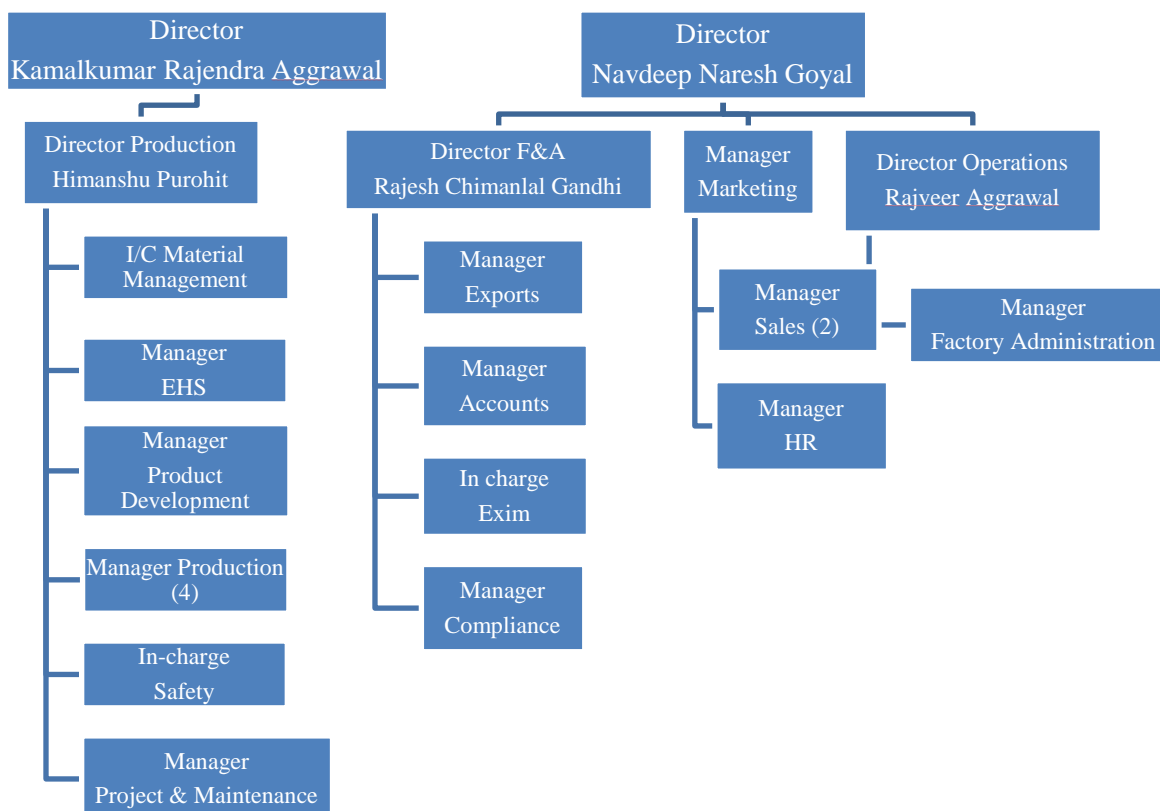 Director
Kamalkumar Rajendra Aggrawal
Director
Navdeep Naresh Goyal
Director Production
Himanshu Purohit
Director F&A
Rajesh Chimanlal Gandhi
Manager
Marketing
Director Operations
Rajveer Aggrawal
I/C Material
Management
Manager
EHS
Manager
Product
Development
Manager Production
(4)
In-charge
Safety
Manager
Project & Maintenance
Manager
Exports
Manager
Accounts
In charge
Exim
Manager
Compliance
Manager
Sales (2)
Manager
HR
Manager
Factory Administration